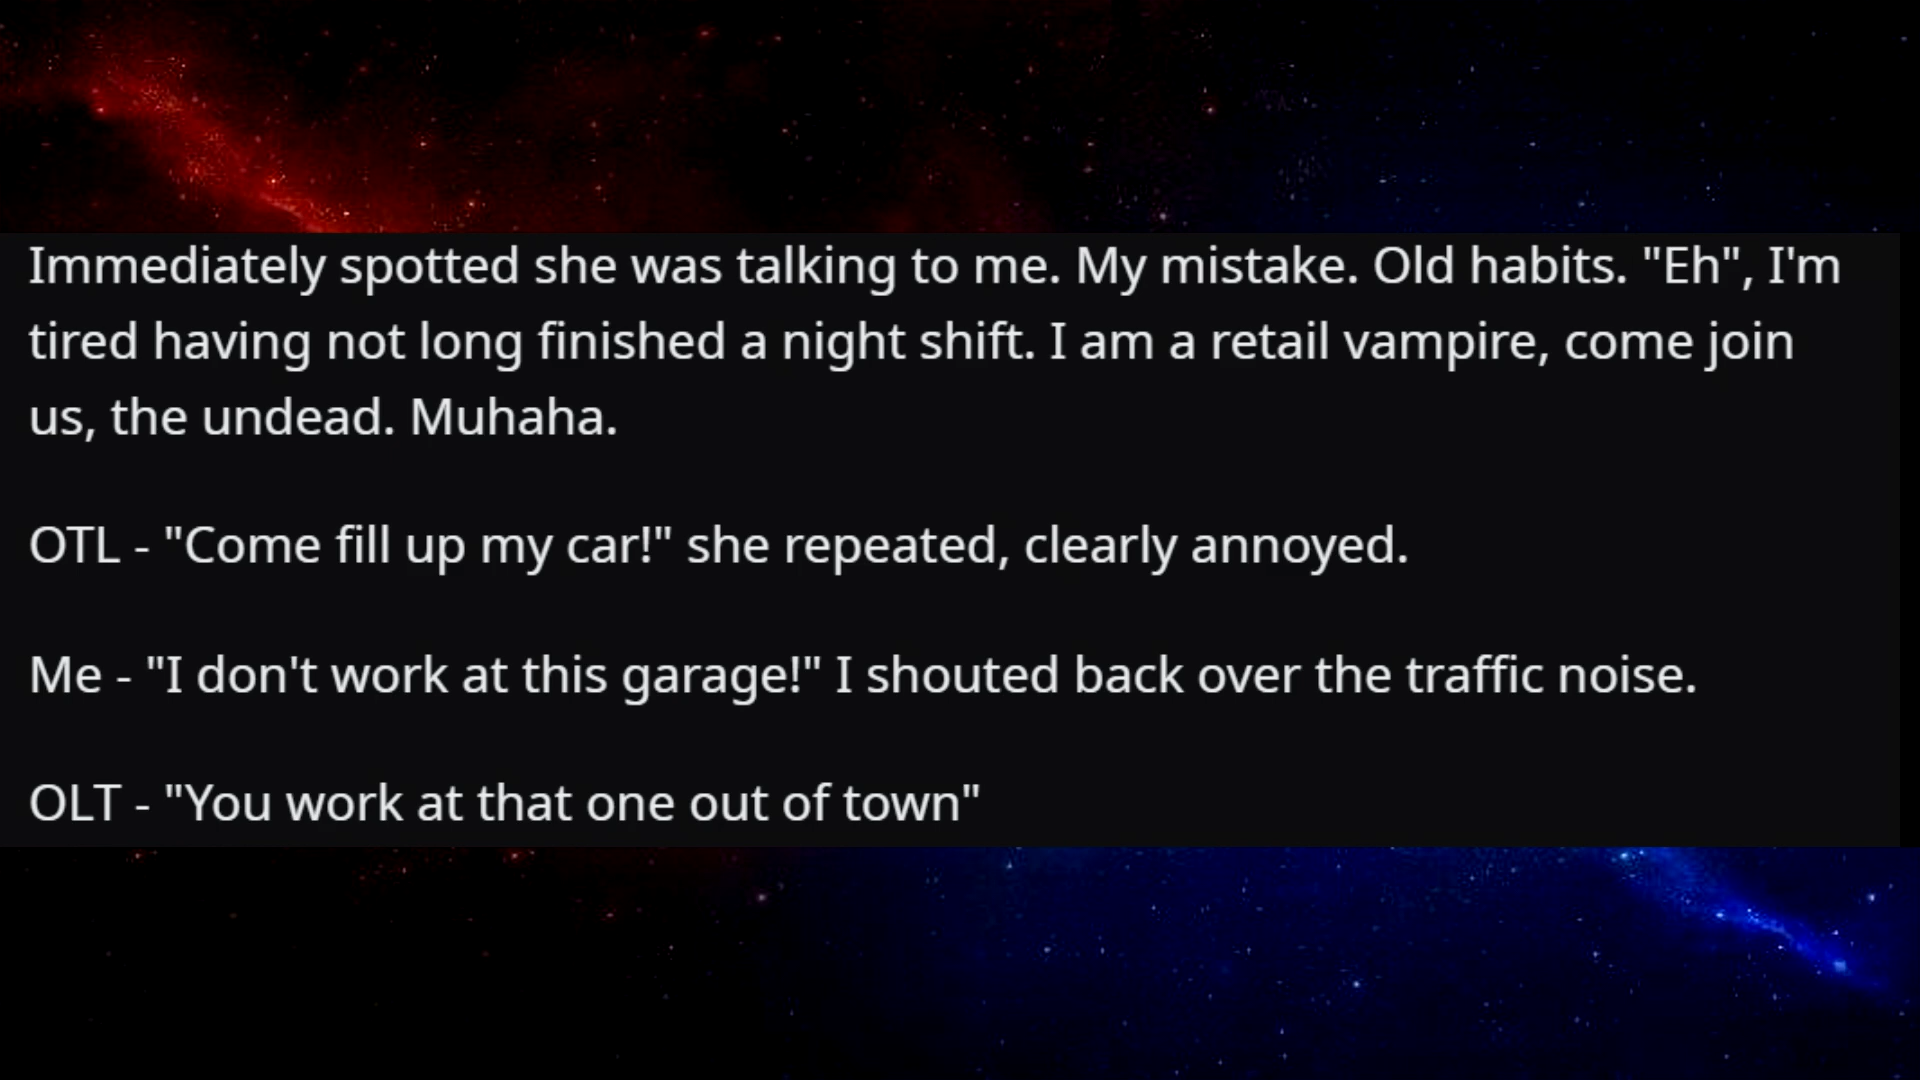 Immediately spotted she was talking to me. My mistake. Old habits. "Eh", I'm
tired having not long finished a night shift. I am a retail vampire, come join
us, the undead. Muhaha.
OTL - "Come fill up my car!" she repeated, clearly annoyed.
Me - "I don't work at this garage!" I shouted back over the traffic noise.
OLT - "You work at that one out of town"